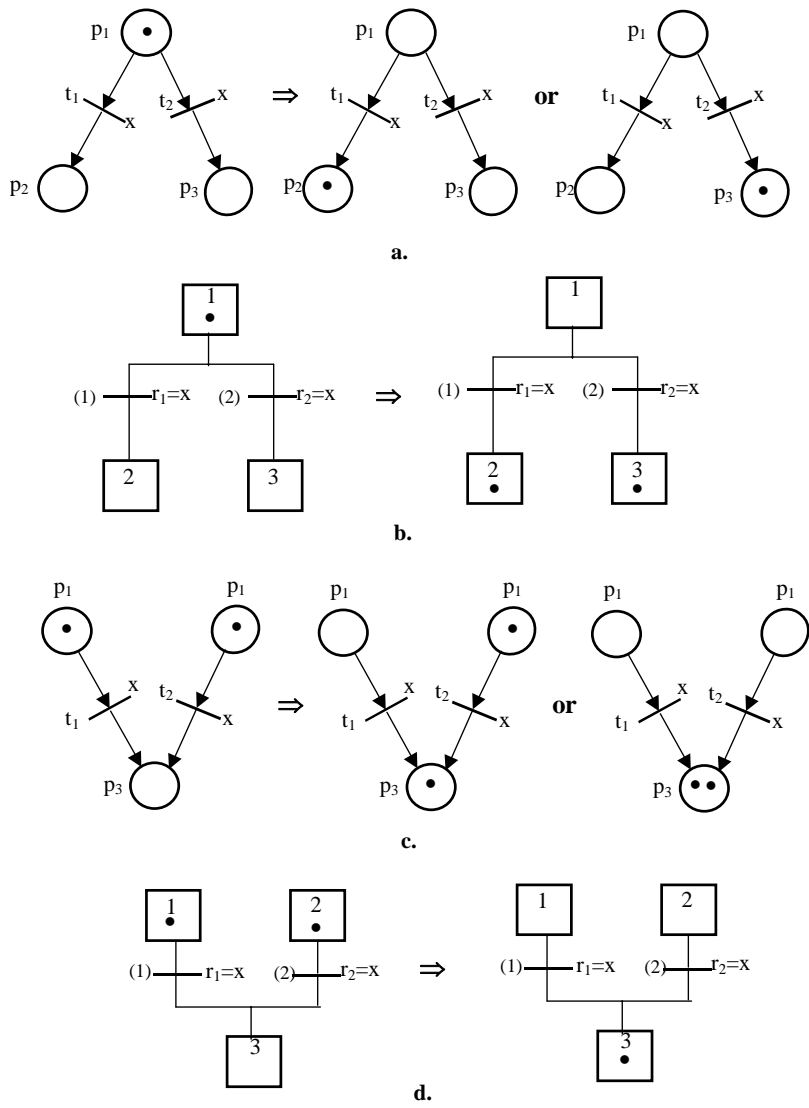 p₁ p₁ p₁
t₁ x t₂ x ⇒ t₁ x t₂ x or t₁ x t₂ x
p₂ p₃ p₂ p₃ p₂ p₃
a.
1 1
(1) r₁=x (2) r₂=x ⇒ (1) r₁=x (2) r₂=x
2 3 2 3
b.
p₁ p₁ p₁ p₁ p₁ p₁
t₁ x t₂ x ⇒ t₁ x t₂ x or t₁ x t₂ x
p₃ p₃ p₃
c.
1 2 1 2
(1) r₁=x (2) r₂=x ⇒ (1) r₁=x (2) r₂=x
3 3
d.